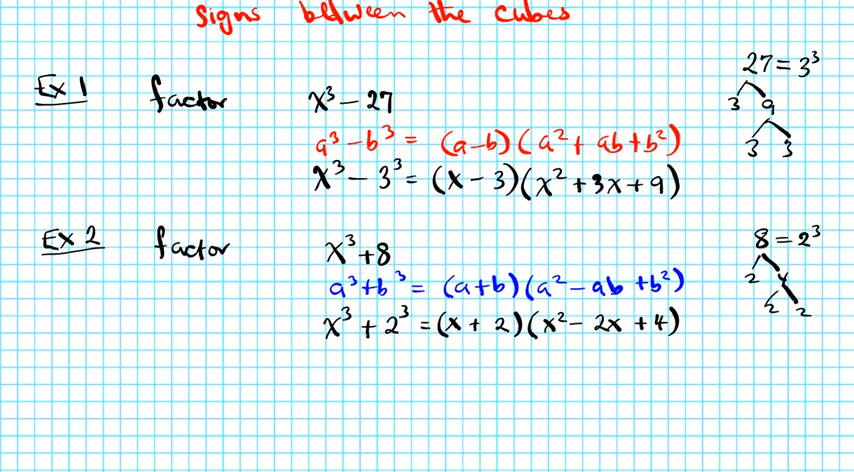 signs between the cubes
Ex 1 factor x³ - 27
27 = 3³
3 9
a³ - b³ = (a-b)(a² + ab + b²)
3 3
x³ - 3³ = (x - 3)(x² + 3x + 9)
Ex 2 factor x³ + 8
8 = 2³
2 4
a³ + b³ = (a+b)(a² - ab + b²)
2 2
x³ + 2³ = (x + 2)(x² - 2x + 4)